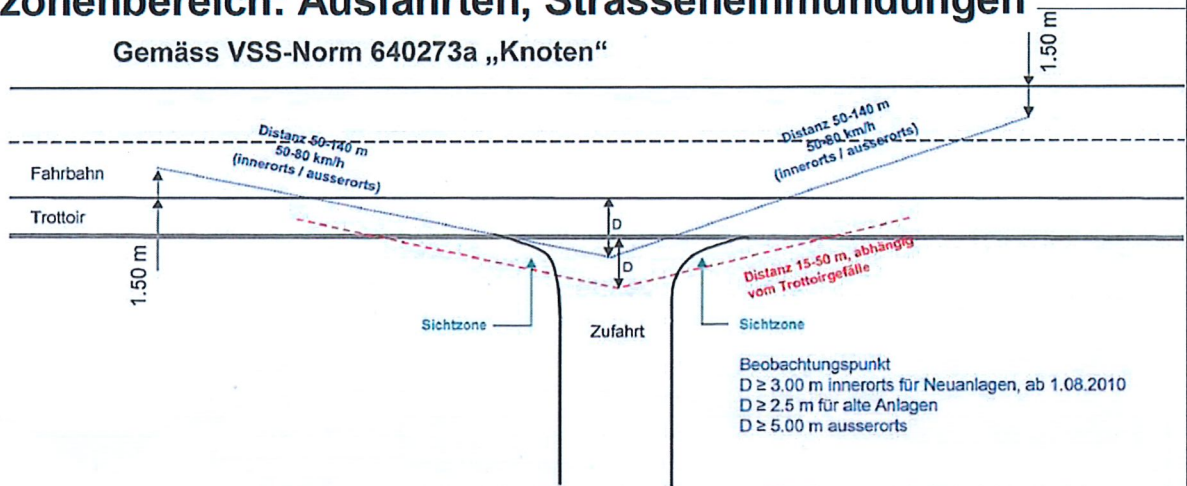 zonenbereich: Ausfahrten, Strasseneinmündungen
Gemäss VSS-Norm 640273a „Knoten“
1.50 m
Distanz 50-140 m
50-80 km/h
(innerorts / ausserorts)
Distanz 50-140 m
50-80 km/h
(innerorts / ausserorts)
Fahrbahn
Trottoir
D
D
1.50 m
Distanz 15-50 m, abhängig
vom Trottoirgefälle
Sichtzone
Zufahrt
Sichtzone
Beobachtungspunkt
D ≥ 3.00 m innerorts für Neuanlagen, ab 1.08.2010
D ≥ 2.5 m für alte Anlagen
D ≥ 5.00 m ausserorts